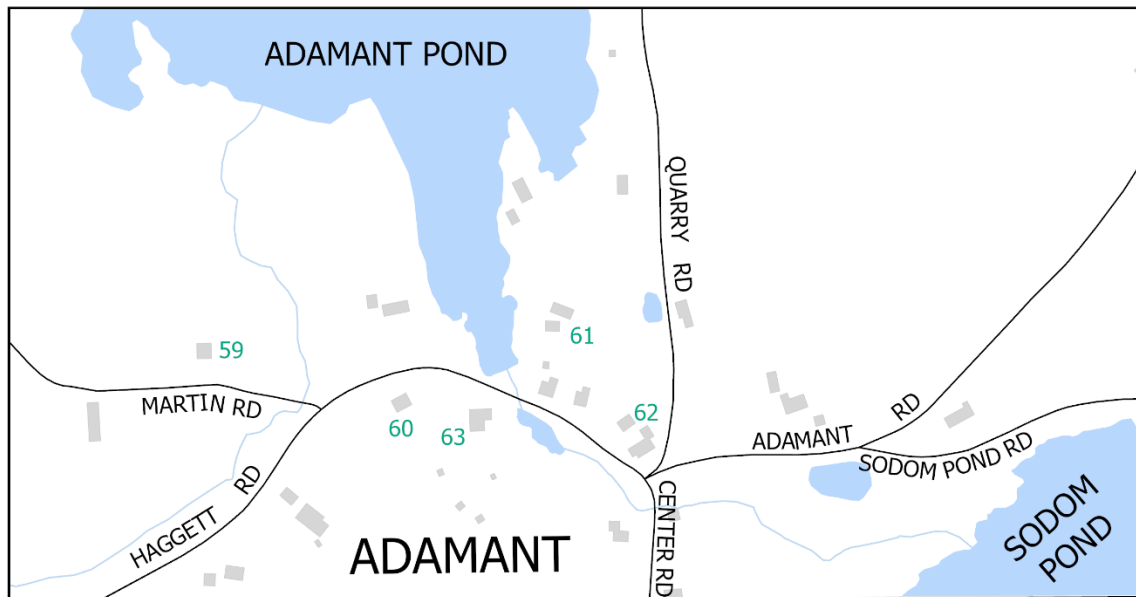 ADAMANT POND
QUARRY RD
61
59
MARTIN RD
60
63
62
ADAMANT RD
SODOM POND RD
HAGGETT RD
CENTER RD
ADAMANT
SODOM
POND